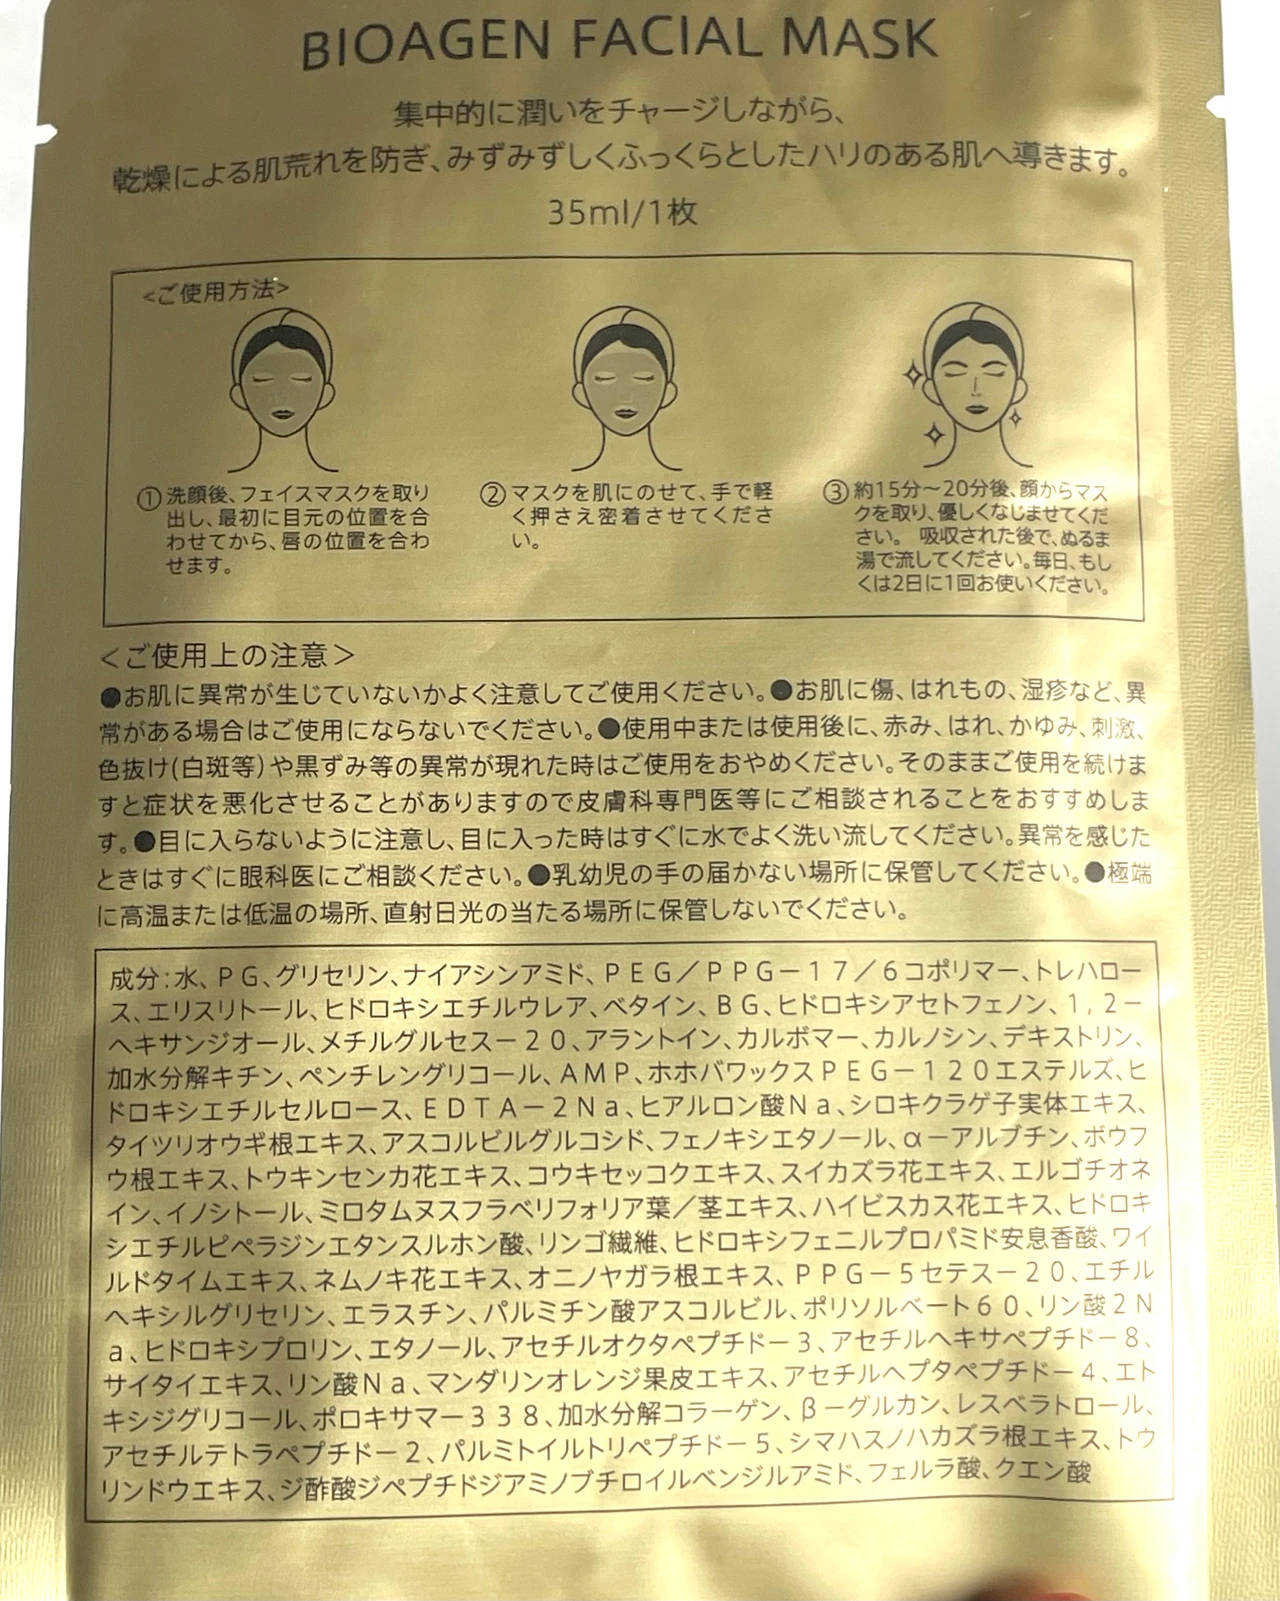 BIOAGEN FACIAL MASK
集中的に潤いをチャージしながら、
乾燥による肌荒れを防ぎ、みずみずしくふっくらとしたハリのある肌へ導きます。
35ml/1枚
<ご使用方法>
①洗顔後、フェイスマスクを取り
出し、最初に目元の位置を合
わせてから、唇の位置を合わ
せます。
②マスクを肌にのせて、手で軽
く押さえ密着させてくださ
い。
③約15分～20分後、顔からマス
クを取り、優しくなじませてくだ
さい。 吸収された後で、ぬるま
湯で流してください。毎日、もし
くは2日に1回お使いください。
＜ご使用上の注意＞
●お肌に異常が生じていないかよく注意してご使用ください。●お肌に傷、はれもの、湿疹など、異
常がある場合はご使用にならないでください。●使用中または使用後に、赤み、はれ、かゆみ、刺激、
色抜け(白斑等)や黒ずみ等の異常が現れた時はご使用をおやめください。そのままご使用を続けま
すと症状を悪化させることがありますので皮膚科専門医等にご相談されることをおすすめしま
す。●目に入らないように注意し、目に入った時はすぐに水でよく洗い流してください。異常を感じた
ときはすぐに眼科医にご相談ください。●乳幼児の手の届かない場所に保管してください。●極端
に高温または低温の場所、直射日光の当たる場所に保管しないでください。
成分：水、ＰＧ、グリセリン、ナイアシンアミド、ＰＥＧ／ＰＰＧ－１７／６コポリマー、トレハロー
ス、エリスリトール、ヒドロキシエチルウレア、ベタイン、ＢＧ、ヒドロキシアセトフェノン、１，２－
ヘキサンジオール、メチルグルセス－２０、アラントイン、カルボマー、カルノシン、デキストリン、
加水分解キチン、ペンチレングリコール、ＡＭＰ、ホホバワックスＰＥＧ－１２０エステルズ、ヒ
ドロキシエチルセルロース、ＥＤＴＡ－２Ｎａ、ヒアルロン酸Ｎａ、シロキクラゲ子実体エキス、
タイツリオウギ根エキス、アスコルビルグルコシド、フェノキシエタノール、α－アルブチン、ボウフ
ウ根エキス、トウキンセンカ花エキス、コウキセッコクエキス、スイカズラ花エキス、エルゴチオネ
イン、イノシトール、ミロタムヌスフラベリフォリア葉／茎エキス、ハイビスカス花エキス、ヒドロキ
シエチルピペラジンエタンスルホン酸、リンゴ繊維、ヒドロキシフェニルプロパミド安息香酸、ワイ
ルドタイムエキス、ネムノキ花エキス、オニノヤガラ根エキス、ＰＰＧ－５セテス－２０、エチル
ヘキシルグリセリン、エラスチン、パルミチン酸アスコルビル、ポリソルベート６０、リン酸２Ｎ
ａ、ヒドロキシプロリン、エタノール、アセチルオクタペプチド－３、アセチルヘキサペプチド－８、
サイタイエキス、リン酸Ｎａ、マンダリンオレンジ果皮エキス、アセチルヘプタペプチド－４、エト
キシジグリコール、ポロキサマー３３８、加水分解コラーゲン、β－グルカン、レスベラトロール、
アセチルテトラペプチド－２、パルミトイルトリペプチド－５、シマハスノハカズラ根エキス、トウ
リンドウエキス、ジ酢酸ジペプチドジアミノブチロイルベンジルアミド、フェルラ酸、クエン酸